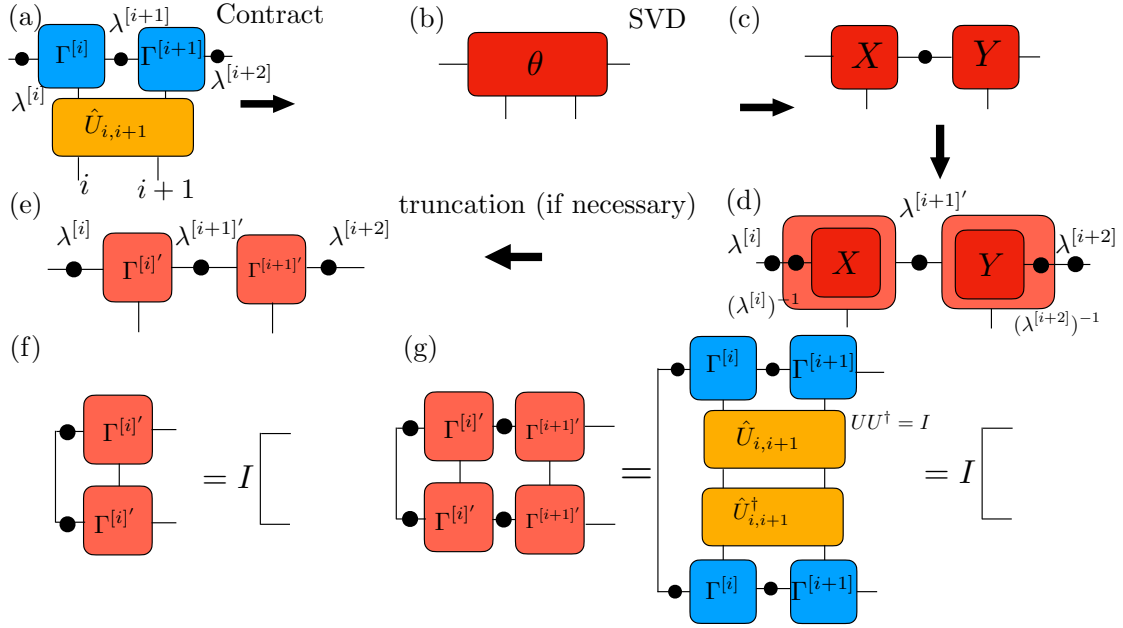 (a)
λ^{[i+1]}
Contract
Γ^{[i]}
Γ^{[i+1]}
λ^{[i+2]}
λ^{[i]}
Û_{i,i+1}
i
i + 1
(b)
SVD
θ
(c)
X
Y
(d)
λ^{[i+1]′}
λ^{[i]}
λ^{[i+2]}
X
Y
(λ^{[i]})^{−1}
(λ^{[i+2]})^{−1}
truncation (if necessary)
(e)
λ^{[i]}
λ^{[i+1]′}
λ^{[i+2]}
Γ^{[i]′}
Γ^{[i+1]′}
(f)
Γ^{[i]′}
= I
Γ^{[i]′}
(g)
Γ^{[i]′}
Γ^{[i+1]′}
Γ^{[i]′}
Γ^{[i+1]′}
=
Γ^{[i]}
Γ^{[i+1]}
Û_{i,i+1}
UU^† = I
Û^†_{i,i+1}
Γ^{[i]}
Γ^{[i+1]}
= I